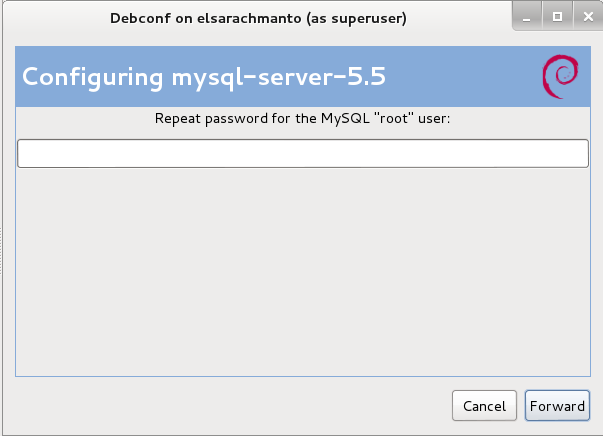 Debconf on elsarachmanto (as superuser)
Configuring mysql-server-5.5
Repeat password for the MySQL "root" user:
Cancel Forward